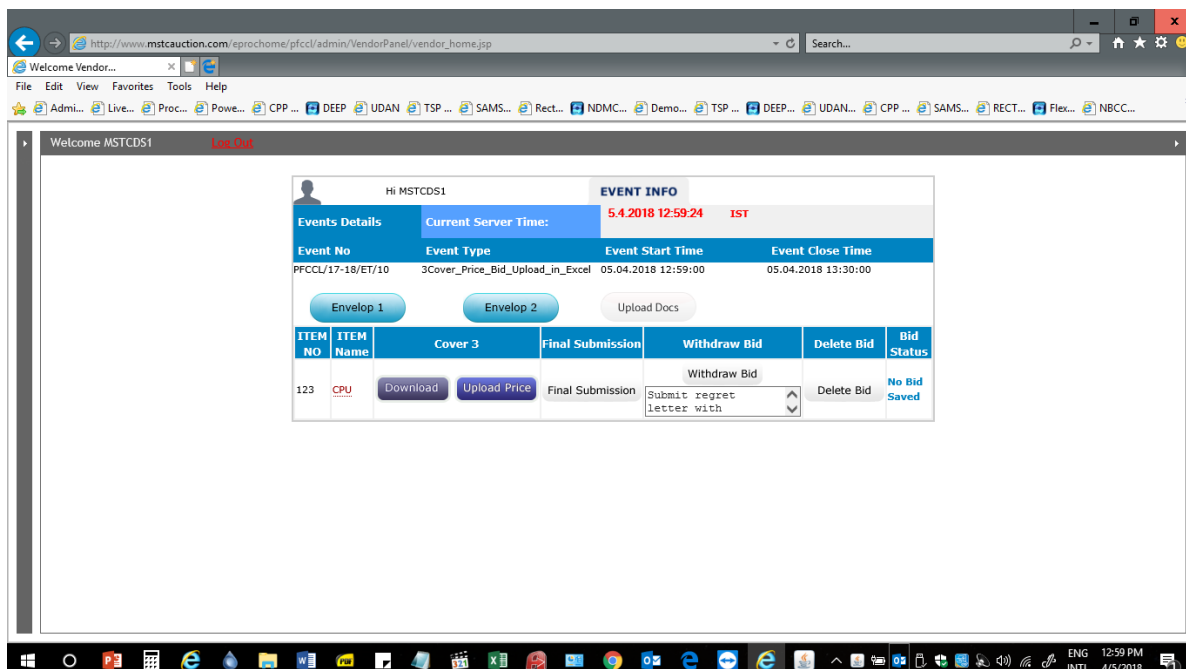 http://www.mstcauction.com/eprochome/pfccl/admin/VendorPanel/vendor_home.jsp
Search...
Welcome Vendor...
File Edit View Favorites Tools Help
Admi... Live... Proc... Powe... CPP ... DEEP UDAN TSP ... SAMS... Rect... NDMC... Demo... TSP ... DEEP... UDAN... CPP ... SAMS... RECT... Flex... NBCC...
Welcome MSTCDS1 Log Out
Hi MSTCDS1 EVENT INFO
Events Details Current Server Time: 5.4.2018 12:59:24 IST
Event No Event Type Event Start Time Event Close Time
PFCCL/17-18/ET/10 3Cover_Price_Bid_Upload_in_Excel 05.04.2018 12:59:00 05.04.2018 13:30:00
Envelop 1 Envelop 2 Upload Docs
ITEM NO ITEM Name Cover 3 Final Submission Withdraw Bid Delete Bid Bid Status
123 CPU Download Upload Price Final Submission Withdraw Bid Delete Bid No Bid Saved
Submit regret
letter with
ENG 12:59 PM
INTL 4/5/2018